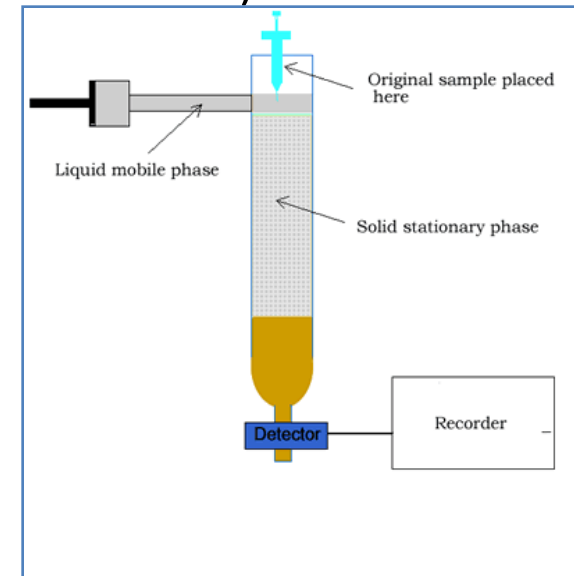 Original sample placed
here
Liquid mobile phase
Solid stationary phase
Detector
Recorder